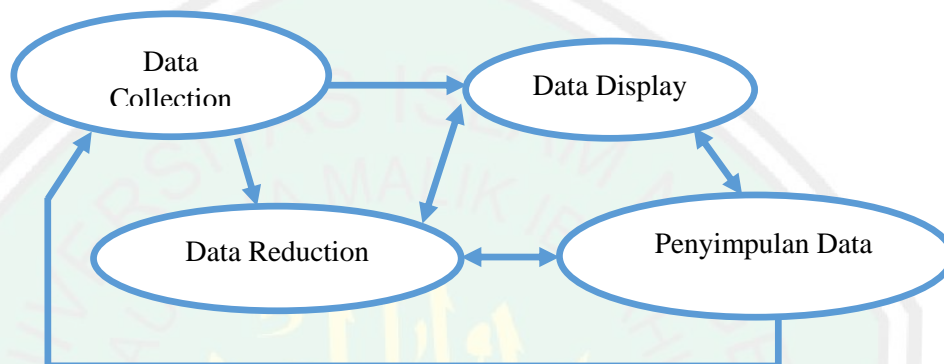 Data
Collection
Data Display
Data Reduction
Penyimpulan Data